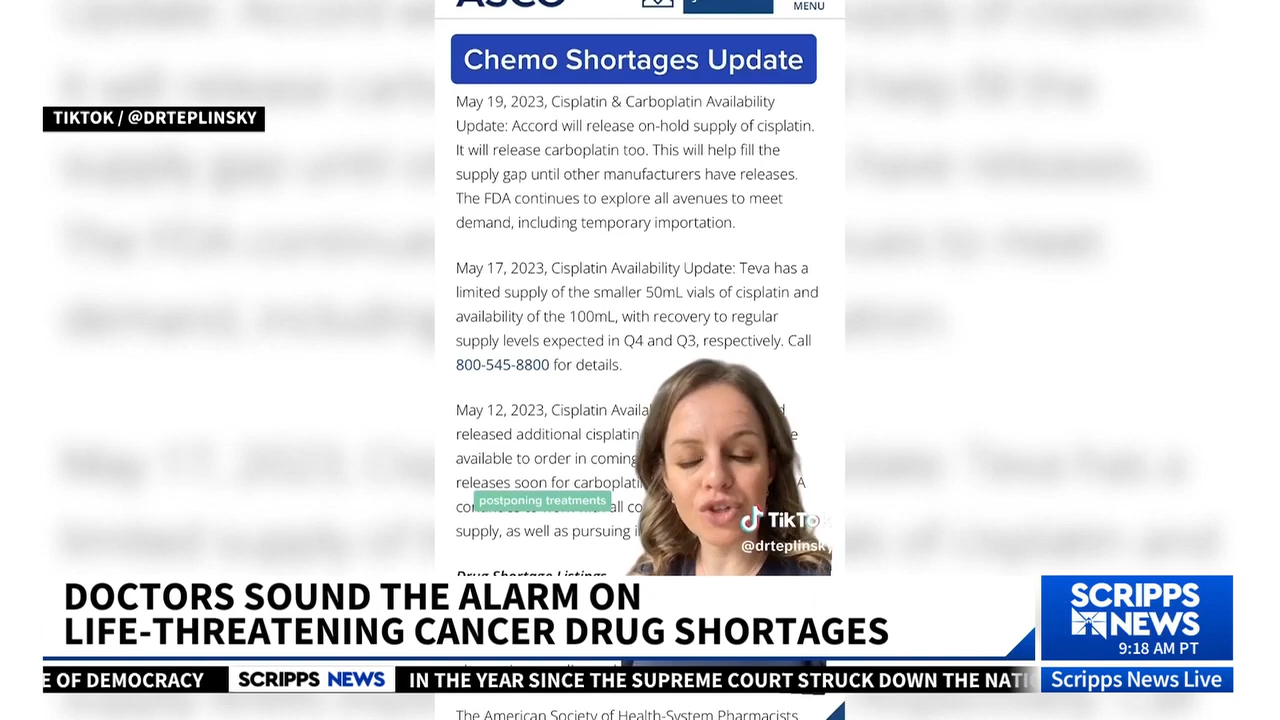 ASCO
MENU
Chemo Shortages Update
TIKTOK / @DRTEPLINSKY
May 19, 2023, Cisplatin & Carboplatin Availability
Update: Accord will release on-hold supply of cisplatin.
It will release carboplatin too. This will help fill the
supply gap until other manufacturers have releases.
The FDA continues to explore all avenues to meet
demand, including temporary importation.
May 17, 2023, Cisplatin Availability Update: Teva has a
limited supply of the smaller 50mL vials of cisplatin and
availability of the 100mL, with recovery to regular
supply levels expected in Q4 and Q3, respectively. Call
800-545-8800 for details.
May 12, 2023, Cisplatin
released additional cisplatin
available to order in coming
releases soon for
postponing treatments
supply, as well as pursuing
TikTok
@drteplinsky
Drug Shortage Listings
DOCTORS SOUND THE ALARM ON
LIFE-THREATENING CANCER DRUG SHORTAGES
SCRIPPS
NEWS
9:18 AM PT
E OF DEMOCRACY SCRIPPS NEWS IN THE YEAR SINCE THE SUPREME COURT STRUCK DOWN THE NATI
Scripps News Live
The American Society of Health-System Pharmacists